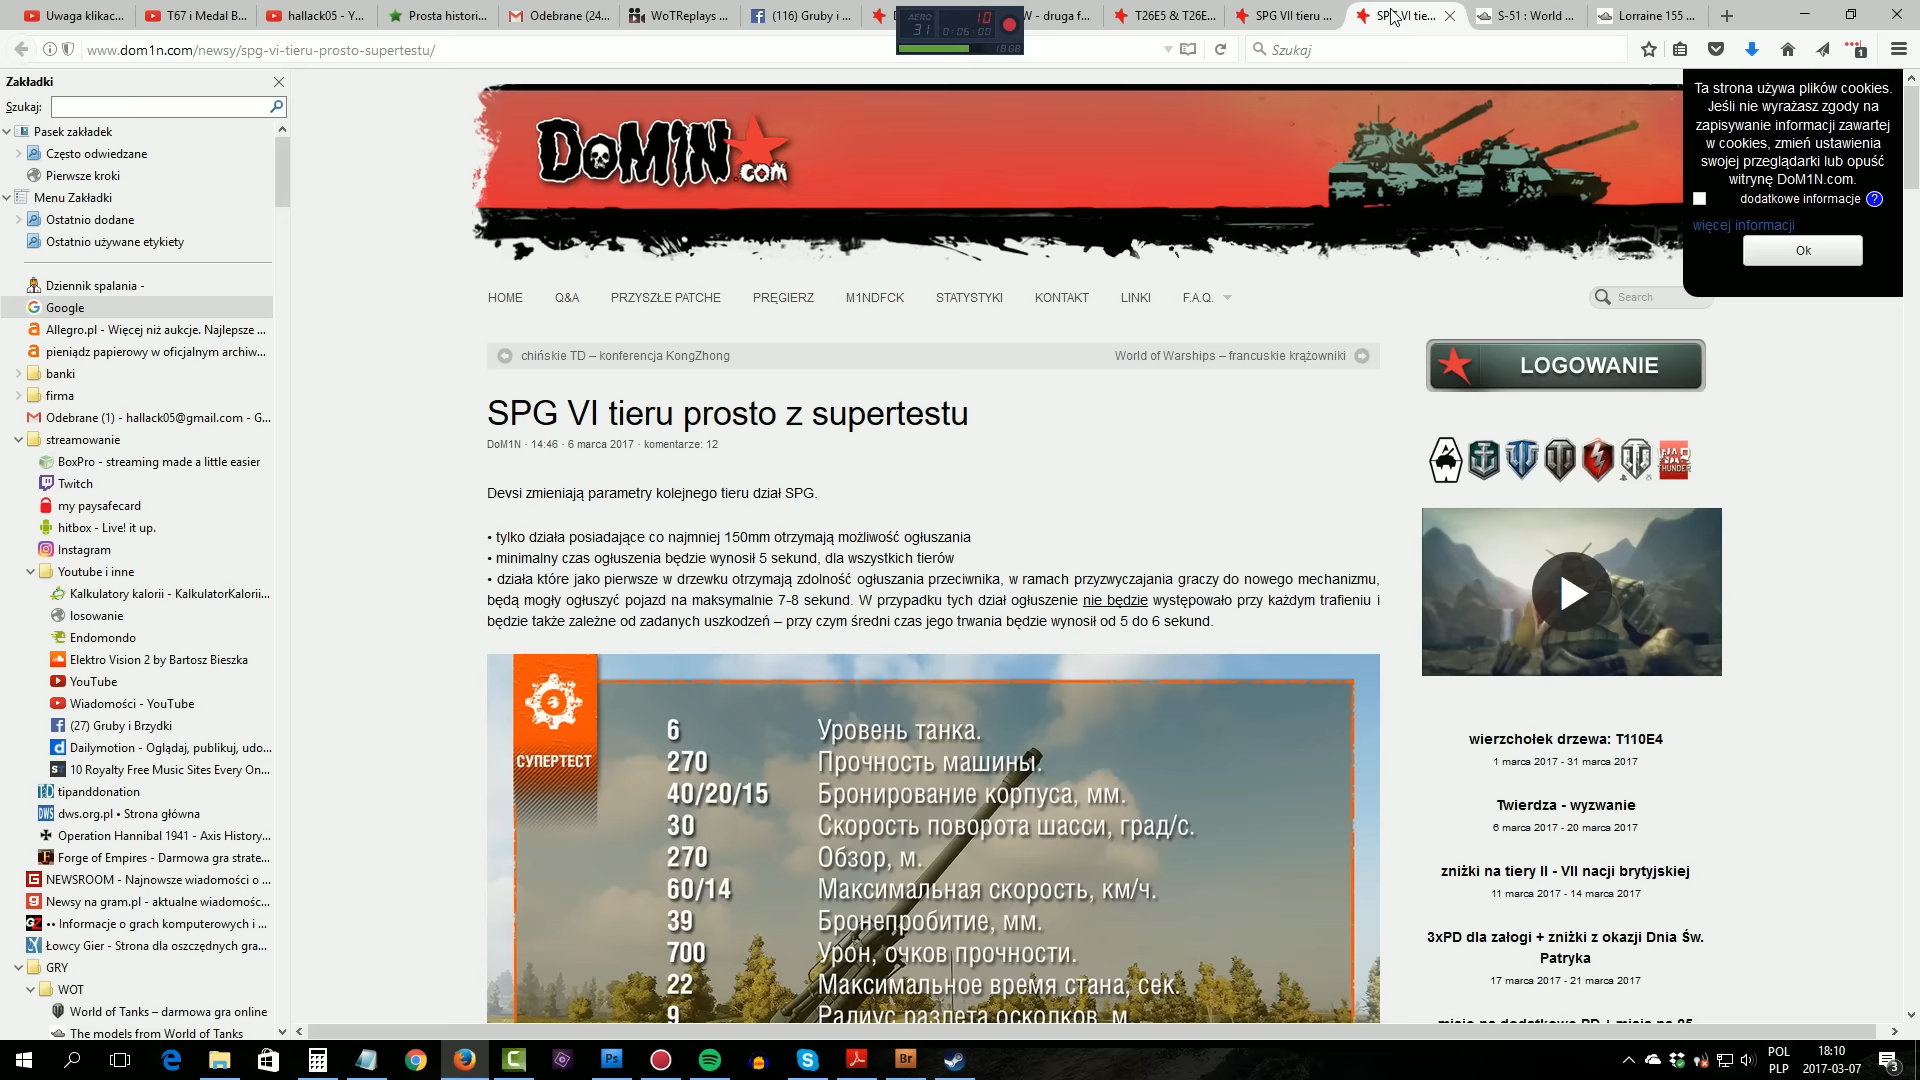 Uwaga klikac...
T67 i Medal B...
hallack05 - Y...
Prosta histori...
Odebrane (24...
WoTReplays ...
(116) Gruby i ...
W - druga f...
T26E5 & T26E...
SPG VII tieru ...
SPG VI tie...
S-51 : World ...
Lorraine 155 ...
AERO
31
10
0:06:00
18GB
www.dom1n.com/newsy/spg-vi-tieru-prosto-supertestu/
Szukaj
1
Zakładki
Szukaj:
Pasek zakładek
Często odwiedzane
Pierwsze kroki
Menu Zakładki
Ostatnio dodane
Ostatnio używane etykiety
Dziennik spalania -
Google
Allegro.pl - Więcej niż aukcje. Najlepsze ...
pieniądz papierowy w oficjalnym archiw...
banki
firma
Odebrane (1) - hallack05@gmail.com - G...
streamowanie
BoxPro - streaming made a little easier
Twitch
my paysafecard
hitbox - Live! it up.
Instagram
Youtube i inne
Kalkulatory kalorii - KalkulatorKalorii...
losowanie
Endomondo
Elektro Vision 2 by Bartosz Bieszka
YouTube
Wiadomości - YouTube
(27) Gruby i Brzydki
Dailymotion - Oglądaj, publikuj, udo...
10 Royalty Free Music Sites Every On...
tipanddonation
dws.org.pl • Strona główna
Operation Hannibal 1941 - Axis History...
Forge of Empires - Darmowa gra strate...
NEWSROOM - Najnowsze wiadomości o ...
Newsy na gram.pl - aktualne wiadomośc...
•• Informacje o grach komputerowych i ...
Łowcy Gier - Strona dla oszczędnych gra...
GRY
WOT
World of Tanks – darmowa gra online
The models from World of Tanks
DoM1N.com
Ta strona używa plików cookies.
Jeśli nie wyrażasz zgody na
zapisywanie informacji zawartej
w cookies, zmień ustawienia
swojej przeglądarki lub opuść
witrynę DoM1N.com.
dodatkowe informacje ?
więcej informacji
Ok
HOME
Q&A
PRZYSZŁE PATCHE
PRĘGIERZ
M1NDFCK
STATYSTYKI
KONTAKT
LINKI
F.A.Q.
Search
chińskie TD – konferencja KongZhong
World of Warships – francuskie krążowniki
SPG VI tieru prosto z supertestu
DoM1N · 14:46 · 6 marca 2017 · komentarze: 12
Devsi zmieniają parametry kolejnego tieru dział SPG.
• tylko działa posiadające co najmniej 150mm otrzymają możliwość ogłuszania
• minimalny czas ogłuszenia będzie wynosił 5 sekund, dla wszystkich tierów
• działa które jako pierwsze w drzewku otrzymają zdolność ogłuszania przeciwnika, w ramach przyzwyczajania graczy do nowego mechanizmu,
będą mogły ogłuszyć pojazd na maksymalnie 7-8 sekund. W przypadku tych dział ogłuszenie nie będzie występowało przy każdym trafieniu i
będzie także zależne od zadanych uszkodzeń – przy czym średni czas jego trwania będzie wynosił od 5 do 6 sekund.
СУПЕРТЕСТ
6 Уровень танка.
270 Прочность машины.
40/20/15 Бронирование корпуса, мм.
30 Скорость поворота шасси, град/с.
270 Обзор, м.
60/14 Максимальная скорость, км/ч.
39 Бронепробитие, мм.
700 Урон, очков прочности.
22 Максимальное время стана, сек.
9 Радиус разлета осколков, м.
LOGOWANIE
WAR
THUNDER
wierzchołek drzewa: T110E4
1 marca 2017 - 31 marca 2017
Twierdza - wyzwanie
6 marca 2017 - 20 marca 2017
zniżki na tiery II - VII nacji brytyjskiej
11 marca 2017 - 14 marca 2017
3xPD dla załogi + zniżki z okazji Dnia Św.
Patryka
17 marca 2017 - 21 marca 2017
POL
PLP
18:10
2017-03-07
3